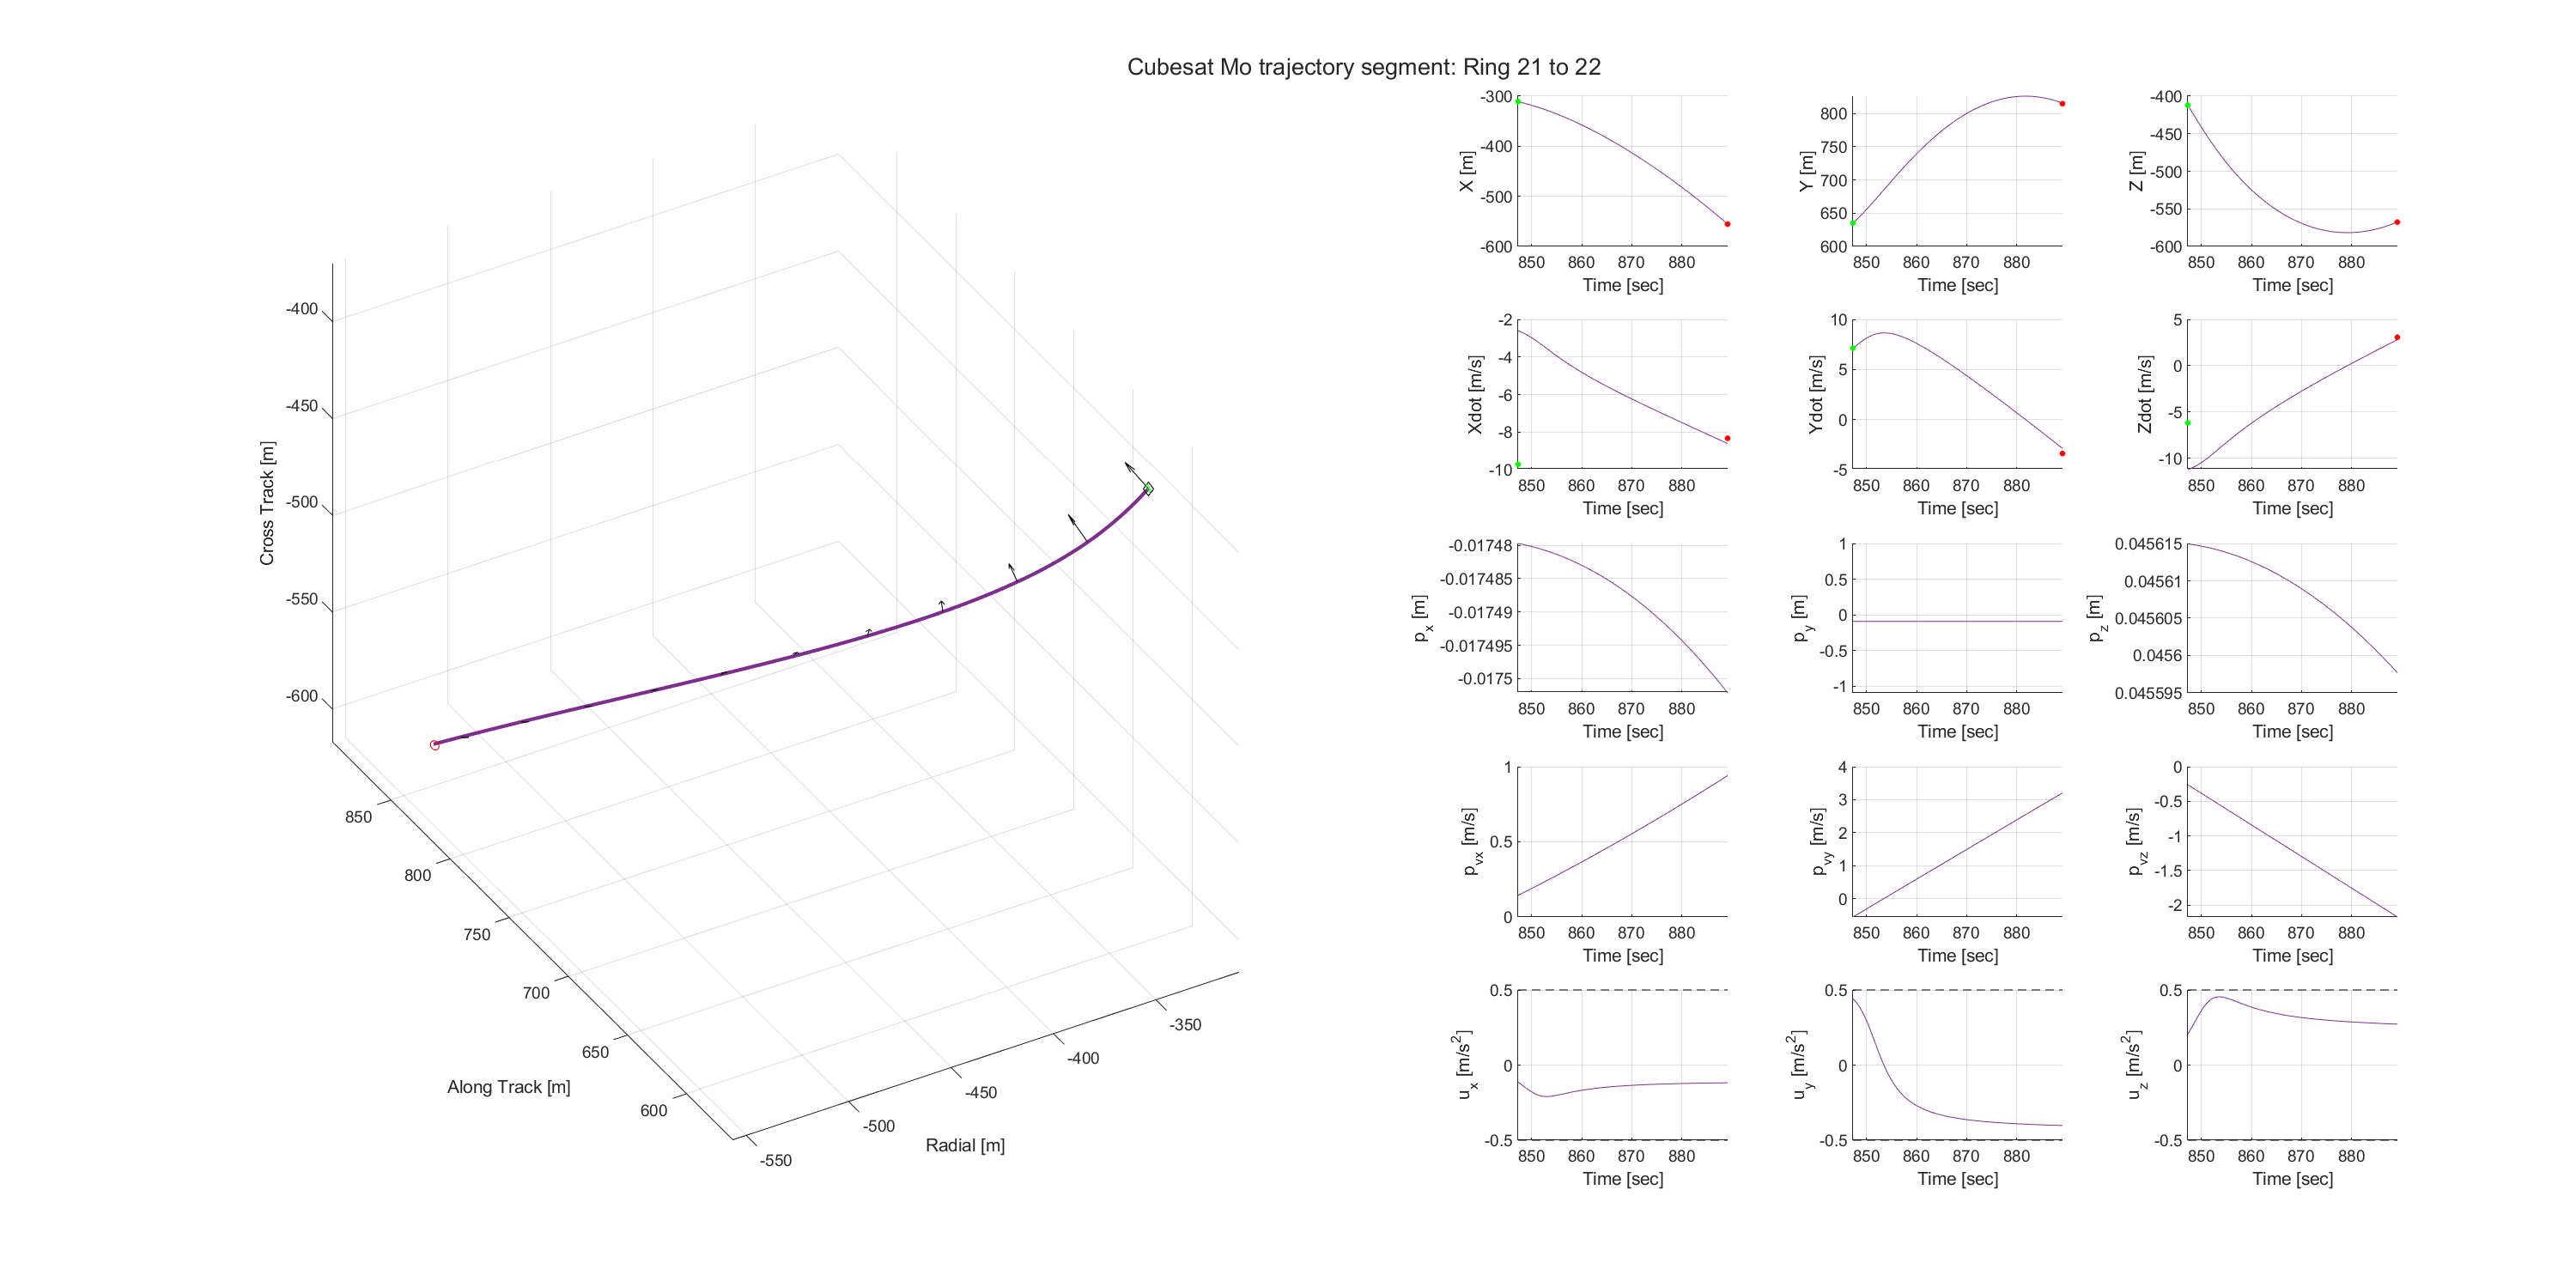 Cubesat Mo trajectory segment: Ring 21 to 22
-400
-450
-500
-550
-600
Cross Track [m]
850
800
750
700
650
600
Along Track [m]
-550
-500
-450
-400
-350
Radial [m]
-300
-400
-500
-600
X [m]
850 860 870 880
Time [sec]
800
750
700
650
600
Y [m]
850 860 870 880
Time [sec]
-400
-450
-500
-550
-600
Z [m]
850 860 870 880
Time [sec]
-2
-4
-6
-8
-10
Xdot [m/s]
850 860 870 880
Time [sec]
10
5
0
-5
Ydot [m/s]
850 860 870 880
Time [sec]
5
0
-5
-10
Zdot [m/s]
850 860 870 880
Time [sec]
-0.01748
-0.017485
-0.01749
-0.017495
-0.0175
p_x [m]
850 860 870 880
Time [sec]
1
0.5
0
-0.5
-1
p_y [m]
850 860 870 880
Time [sec]
0.045615
0.04561
0.045605
0.0456
0.045595
p_z [m]
850 860 870 880
Time [sec]
1
0.5
0
p_vx [m/s]
850 860 870 880
Time [sec]
4
3
2
1
0
p_vy [m/s]
850 860 870 880
Time [sec]
0
-0.5
-1
-1.5
-2
p_vz [m/s]
850 860 870 880
Time [sec]
0.5
0
-0.5
u_x [m/s²]
850 860 870 880
Time [sec]
0.5
0
-0.5
u_y [m/s²]
850 860 870 880
Time [sec]
0.5
0
-0.5
u_z [m/s²]
850 860 870 880
Time [sec]